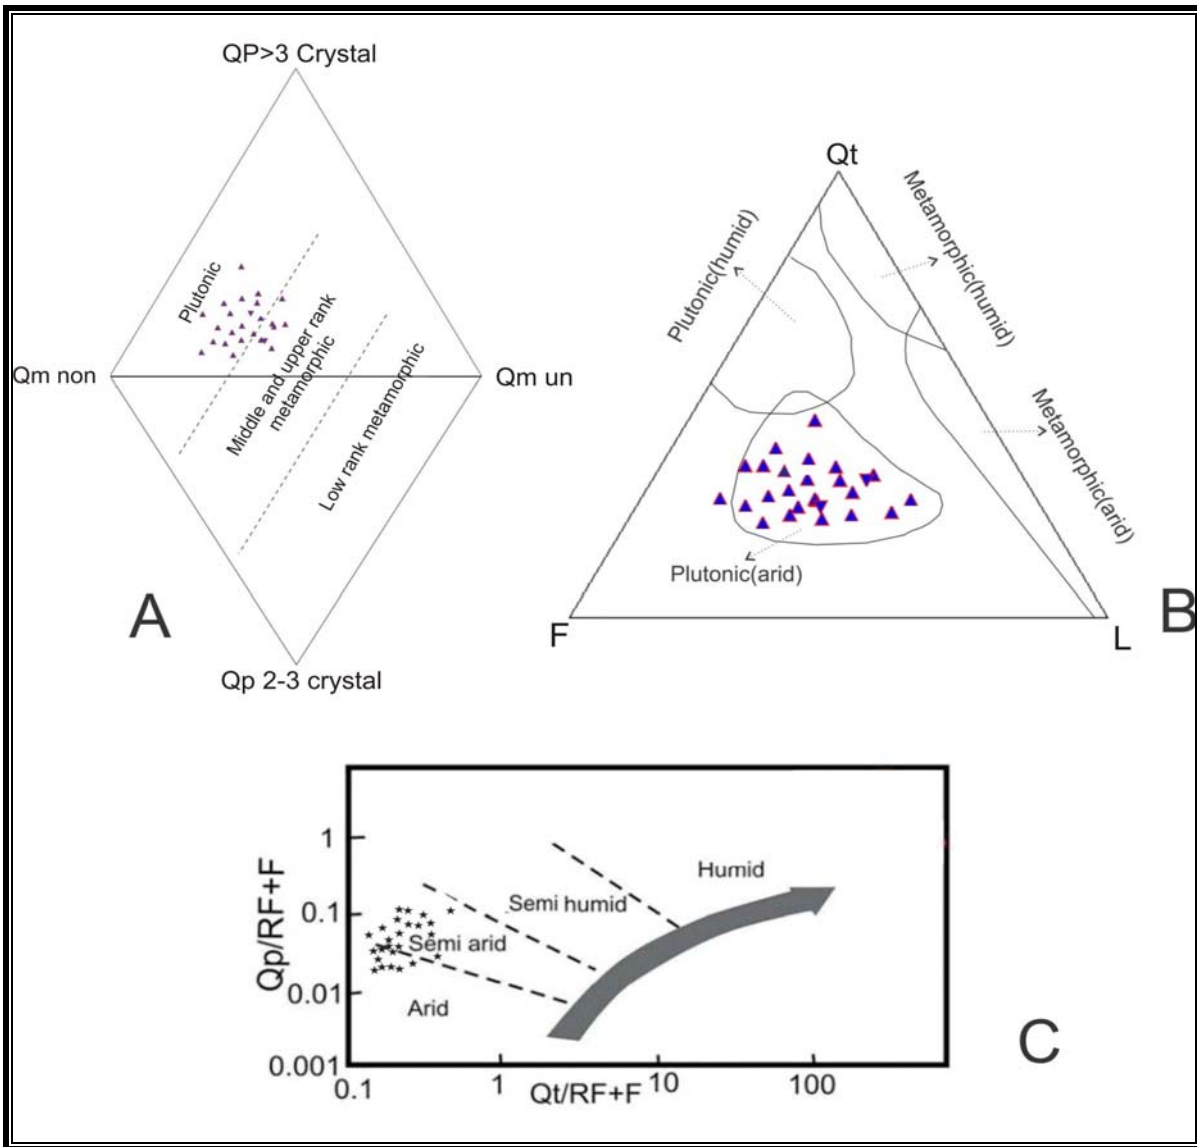 QP>3 Crystal
Plutonic
Qm non
Qm un
Middle and upper rank
metamorphic
Low rank metamorphic
Qp 2-3 crystal
A
Qt
Plutonic(humid)
Metamorphic(humid)
Metamorphic(arid)
Plutonic(arid)
F
L
B
Qp/RF+F
1
0.1
0.01
0.001
Humid
Semi humid
Semi arid
Arid
0.1
1
10
100
Qt/RF+F
C